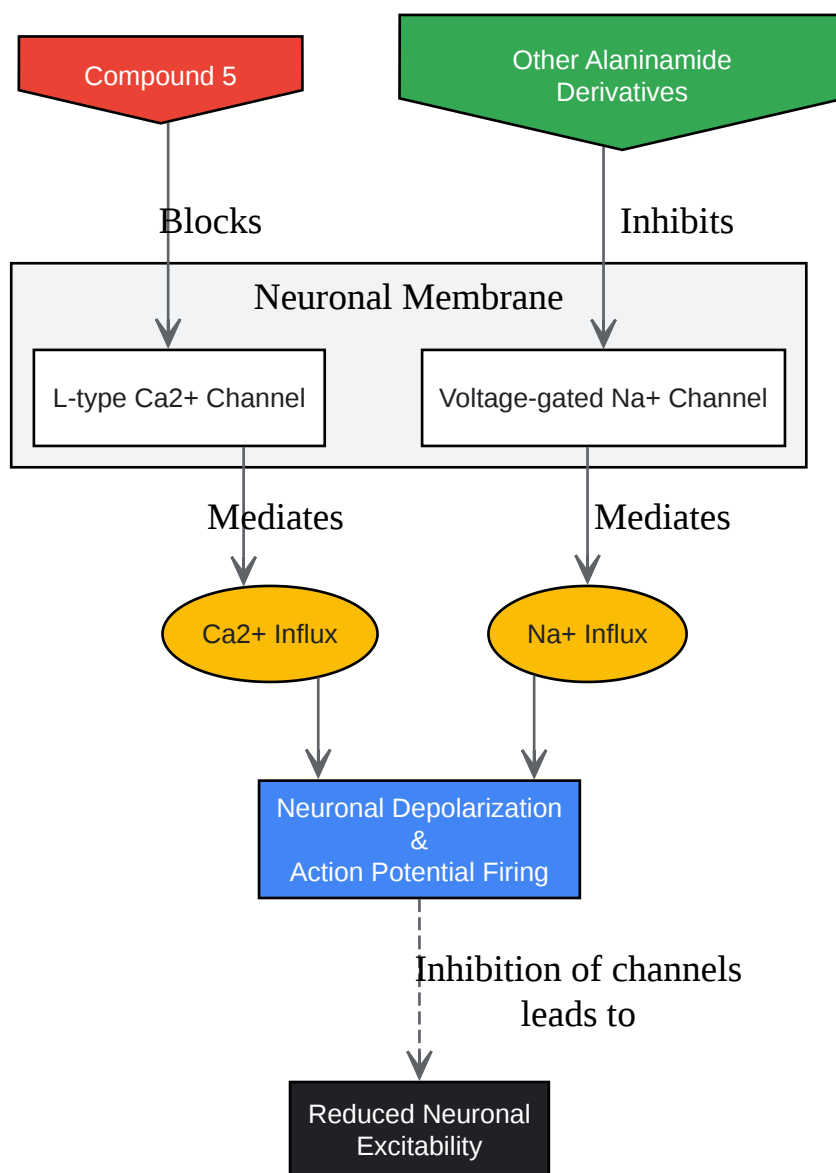 Compound 5
Other Alaninamide
Derivatives
Blocks
Inhibits
Neuronal Membrane
L-type Ca2+ Channel
Voltage-gated Na+ Channel
Mediates
Mediates
Ca2+ Influx
Na+ Influx
Neuronal Depolarization
&
Action Potential Firing
Inhibition of channels
leads to
Reduced Neuronal
Excitability